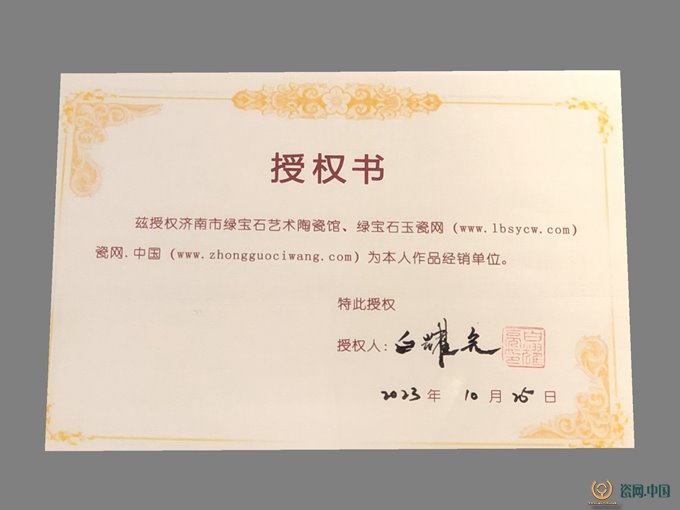 授权书
兹授权济南市绿宝石艺术陶瓷馆、绿宝石玉瓷网（www.lbsycw.com）
瓷网.中国（www.zhongguociwang.com）为本人作品经销单位。
特此授权
授权人：白耀亮
2023 年 10 月 25 日
瓷网.中国